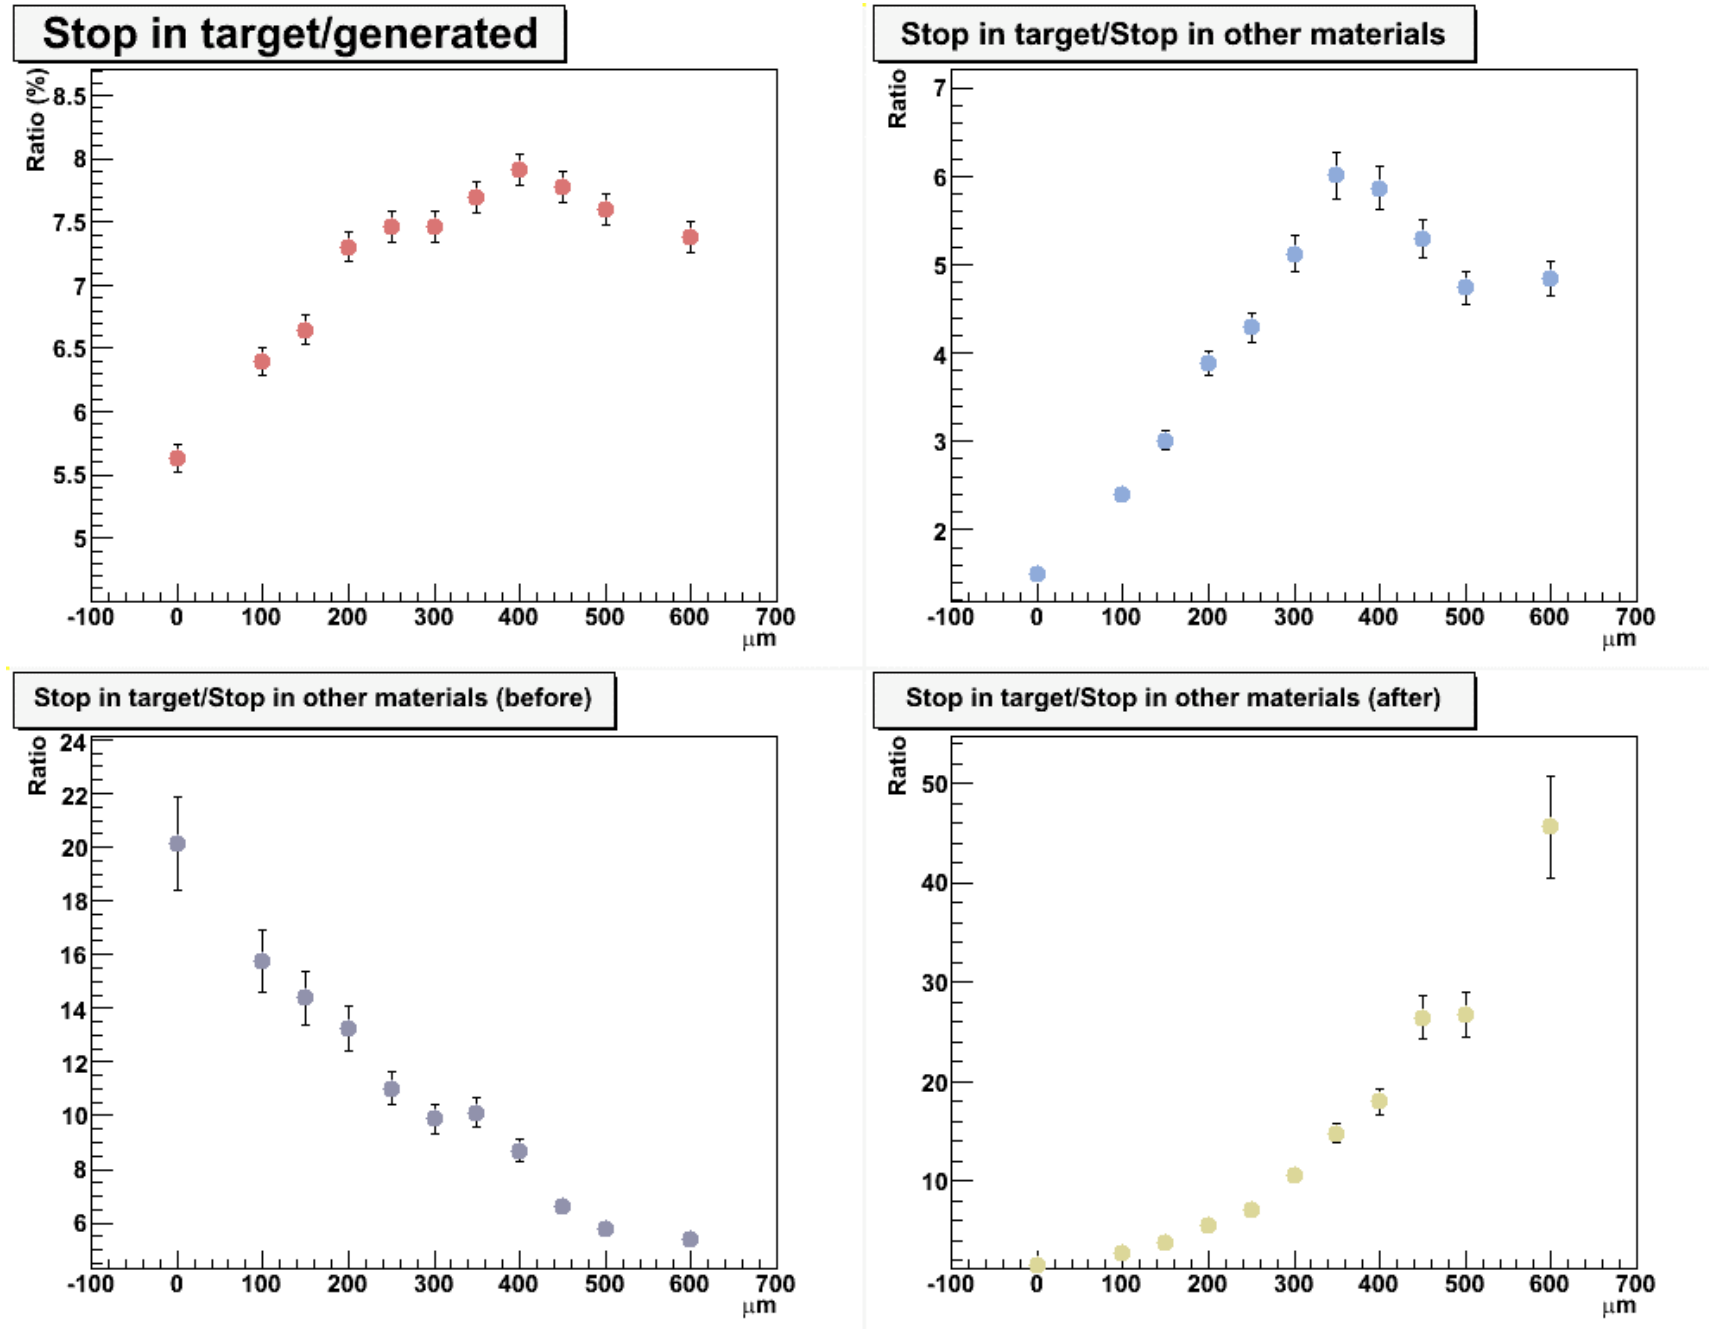 Stop in target/generated
Ratio (%)
8.5
8
7.5
7
6.5
6
5.5
5
-100 0 100 200 300 400 500 600 700
μm
Stop in target/Stop in other materials
Ratio
7
6
5
4
3
2
-100 0 100 200 300 400 500 600 700
μm
Stop in target/Stop in other materials (before)
Ratio
24
22
20
18
16
14
12
10
8
6
-100 0 100 200 300 400 500 600 700
μm
Stop in target/Stop in other materials (after)
Ratio
50
40
30
20
10
-100 0 100 200 300 400 500 600 700
μm